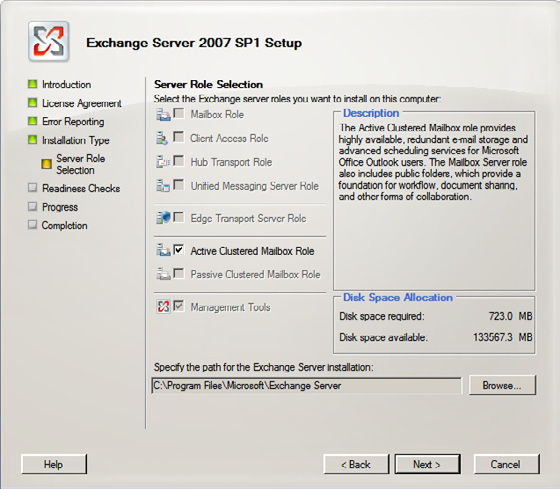 Exchange Server 2007 SP1 Setup
Introduction
License Agreement
Error Reporting
Installation Type
Server Role
Selection
Readiness Checks
Progress
Completion
Server Role Selection
Select the Exchange server roles you want to install on this computer:
Mailbox Role
Client Access Role
Hub Transport Role
Unified Messaging Server Role
Edge Transport Server Role
Active Clustered Mailbox Role
Passive Clustered Mailbox Role
Management Tools
Description
The Active Clustered Mailbox role provides
highly available, redundant e-mail storage and
advanced scheduling services for Microsoft
Office Outlook users. The Mailbox Server role
also includes public folders, which provide a
foundation for workflow, document sharing,
and other forms of collaboration.
Disk Space Allocation
Disk space required: 723.0 MB
Disk space available: 133567.3 MB
Specify the path for the Exchange Server installation:
C:\Program Files\Microsoft\Exchange Server
Browse...
Help
< Back
Next >
Cancel